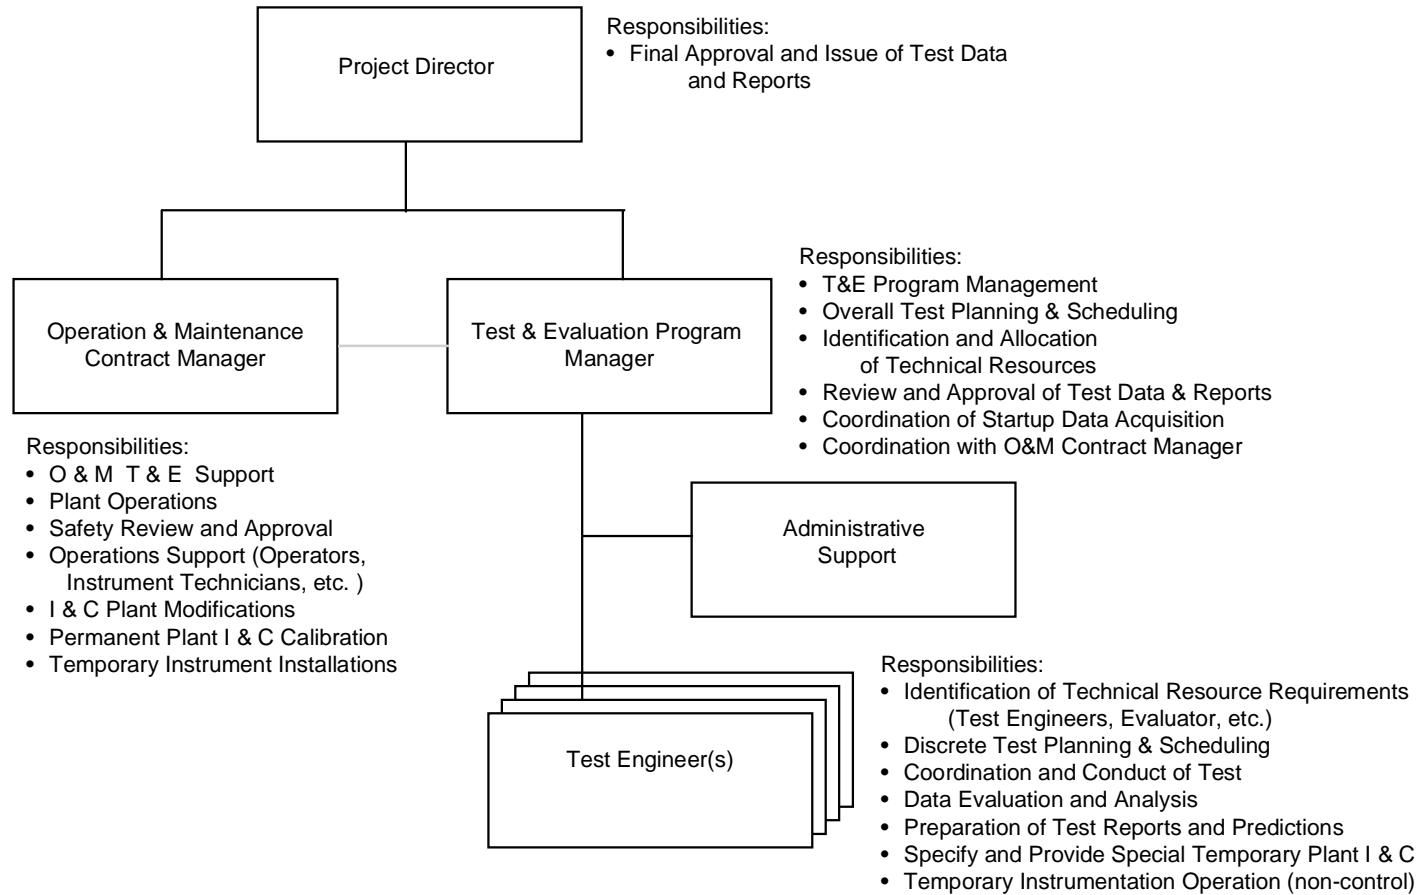 Project Director
Responsibilities:
• Final Approval and Issue of Test Data
and Reports
Operation & Maintenance
Contract Manager
Test & Evaluation Program
Manager
Responsibilities:
• T&E Program Management
• Overall Test Planning & Scheduling
• Identification and Allocation
of Technical Resources
• Review and Approval of Test Data & Reports
• Coordination of Startup Data Acquisition
• Coordination with O&M Contract Manager
Responsibilities:
• O & M T & E Support
• Plant Operations
• Safety Review and Approval
• Operations Support (Operators,
Instrument Technicians, etc. )
• I & C Plant Modifications
• Permanent Plant I & C Calibration
• Temporary Instrument Installations
Administrative
Support
Test Engineer(s)
Responsibilities:
• Identification of Technical Resource Requirements
(Test Engineers, Evaluator, etc.)
• Discrete Test Planning & Scheduling
• Coordination and Conduct of Test
• Data Evaluation and Analysis
• Preparation of Test Reports and Predictions
• Specify and Provide Special Temporary Plant I & C
• Temporary Instrumentation Operation (non-control)